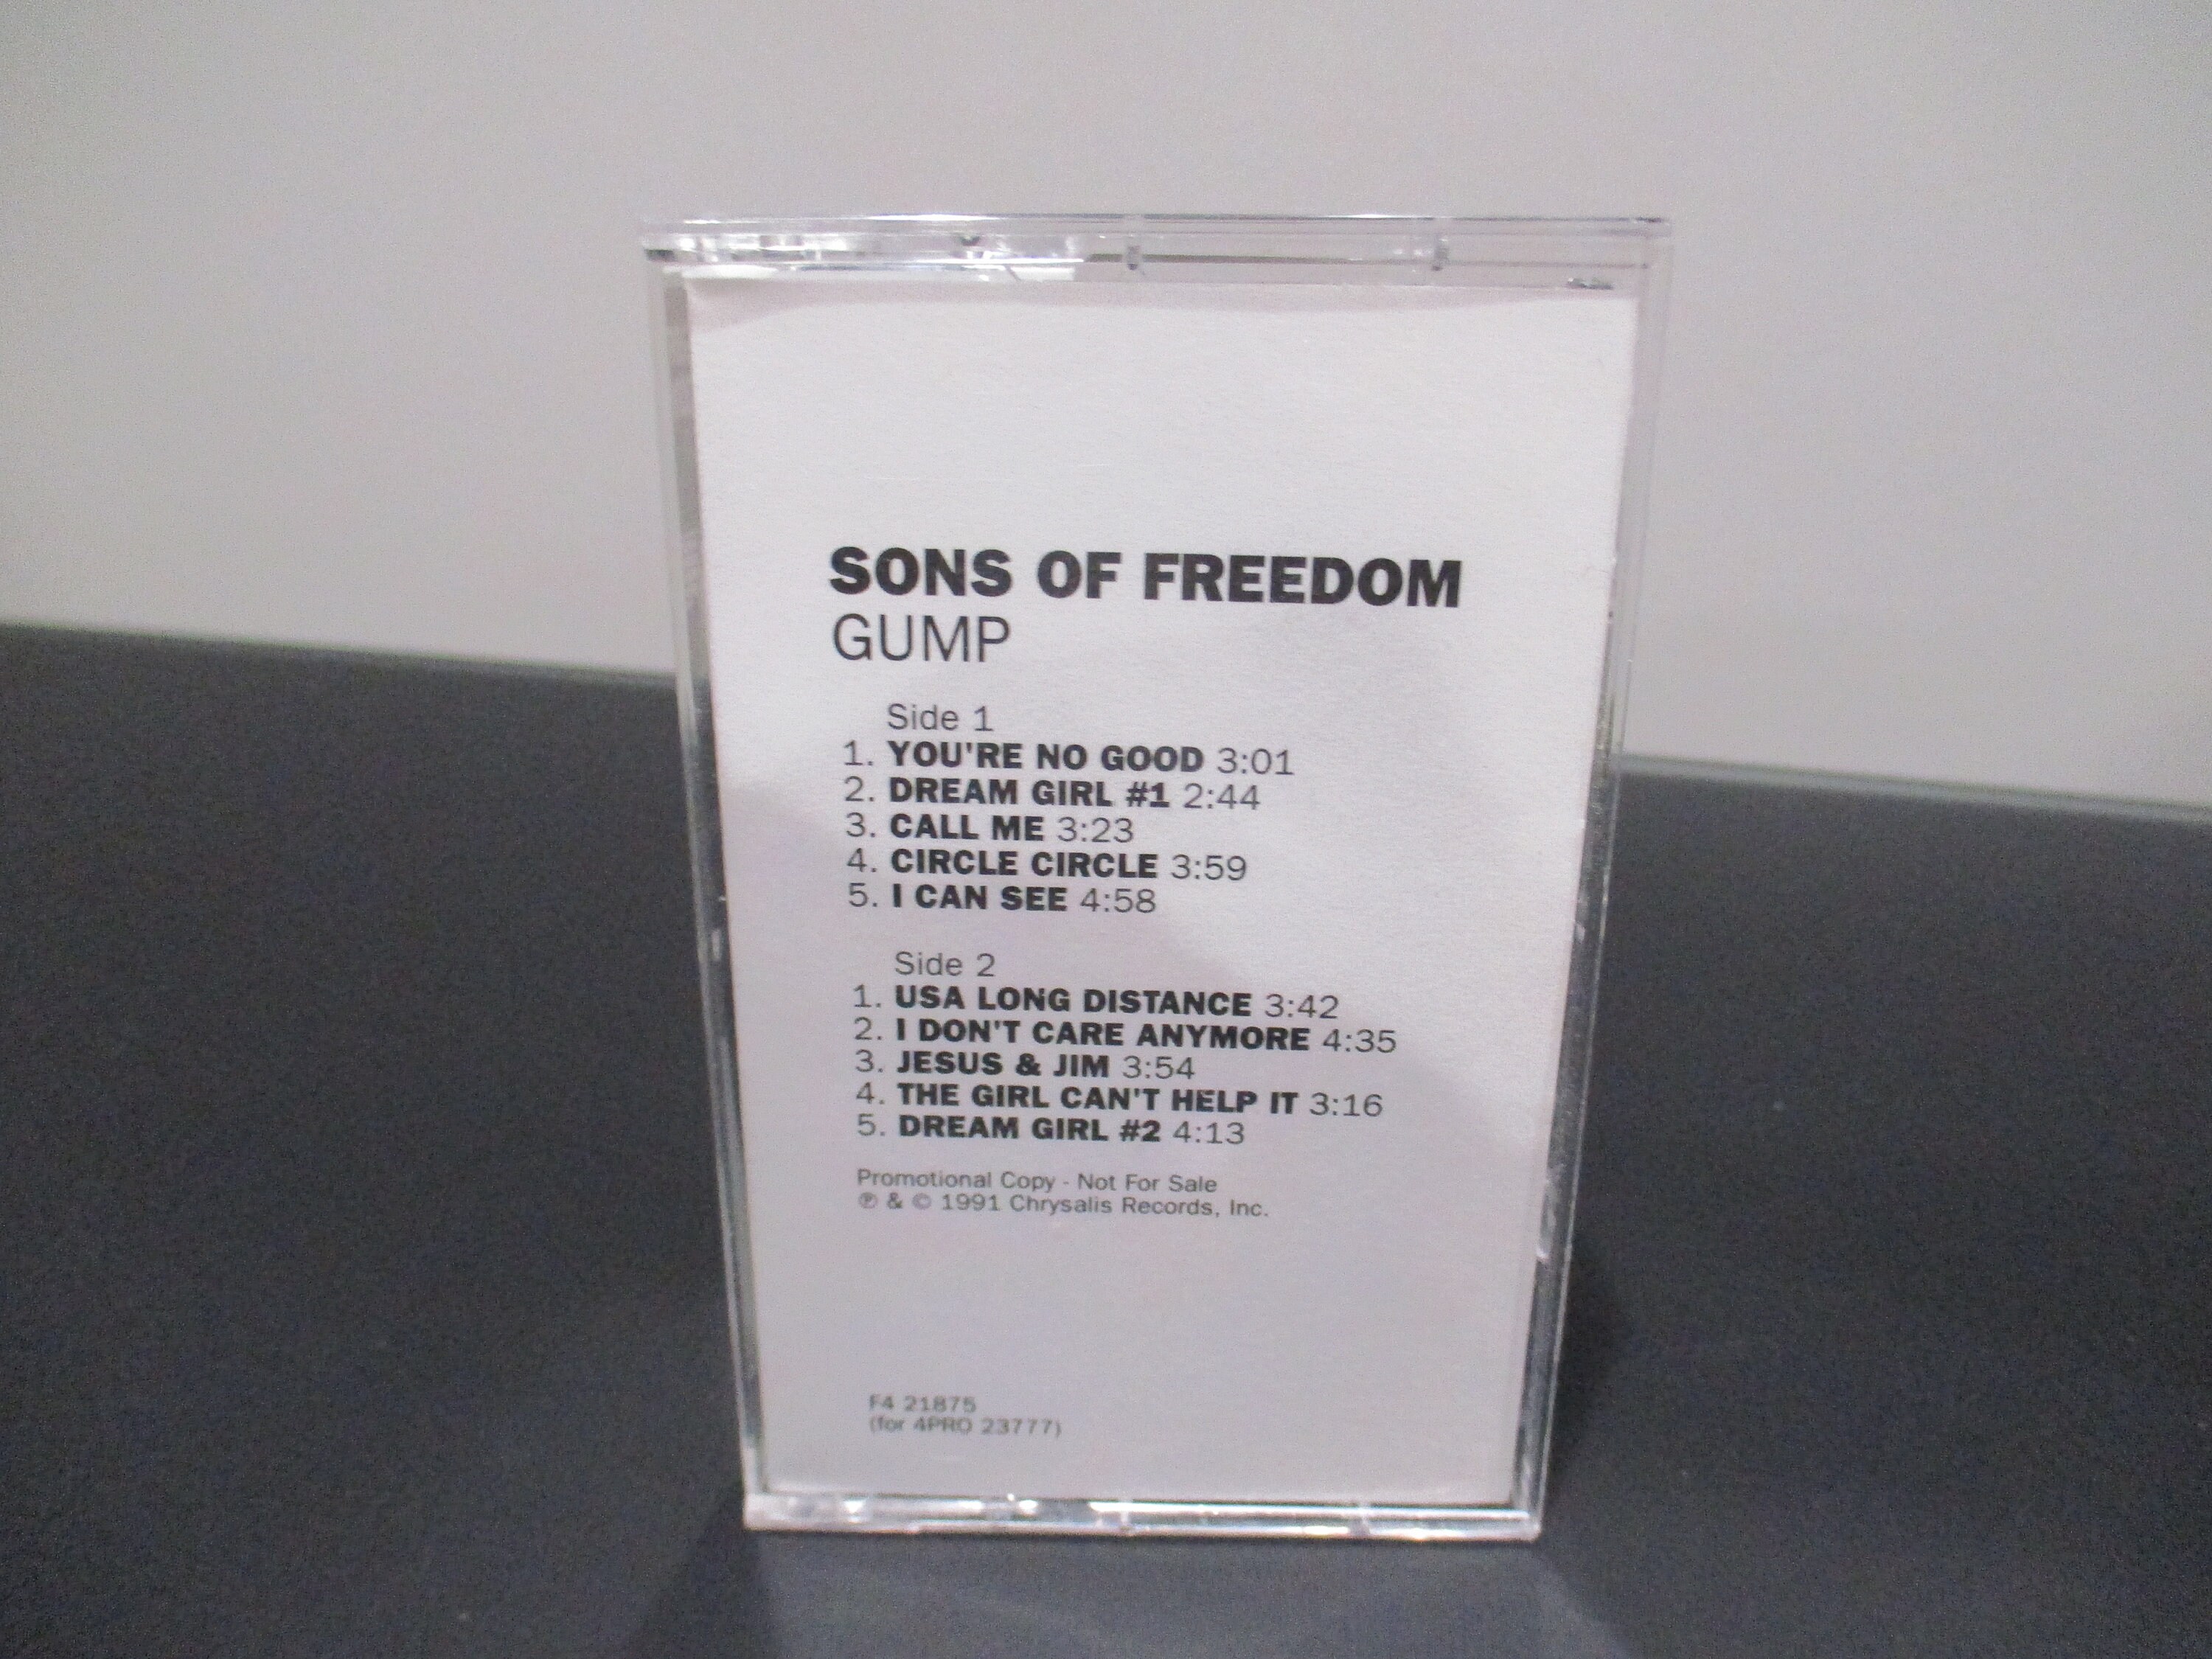 SONS OF FREEDOM
GUMP
Side 1
1. YOU'RE NO GOOD 3:01
2. DREAM GIRL #1 2:44
3. CALL ME 3:23
4. CIRCLE CIRCLE 3:59
5. I CAN SEE 4:58
Side 2
1. USA LONG DISTANCE 3:42
2. I DON'T CARE ANYMORE 4:35
3. JESUS & JIM 3:54
4. THE GIRL CAN'T HELP IT 3:16
5. DREAM GIRL #2 4:13
Promotional Copy - Not For Sale
℗ & © 1991 Chrysalis Records, Inc.
F4 21875
(for 4PRO 23777)